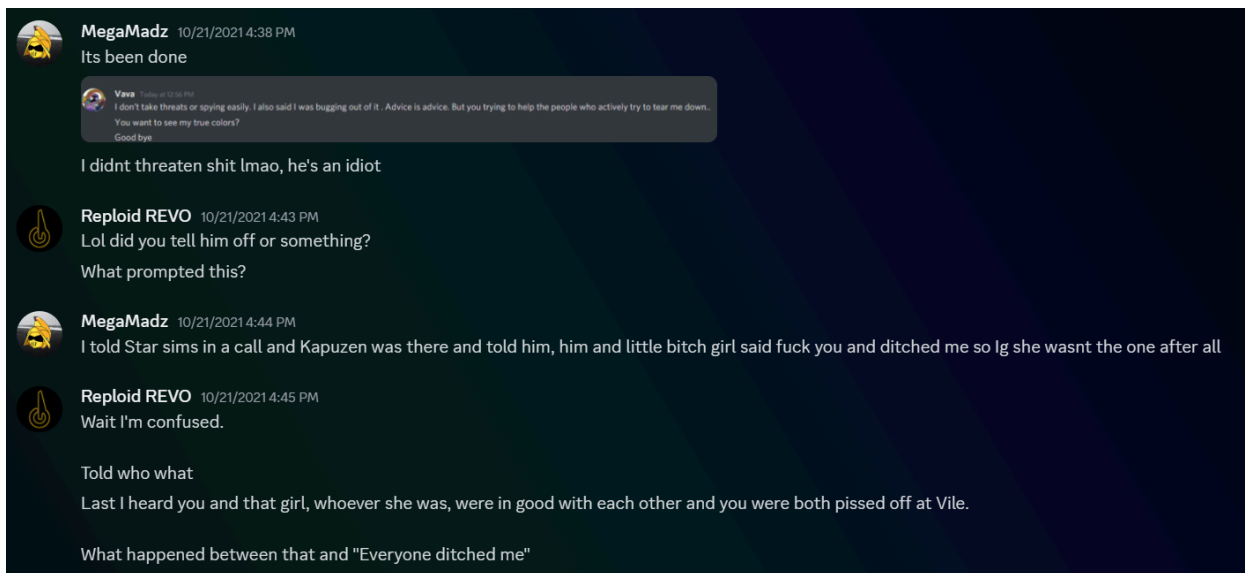 MegaMadz 10/21/2021 4:38 PM
Its been done
Vava Today at 12:56 PM
I don't take threats or spying easily. I also said I was bugging out of it . Advice is advice. But you trying to help the people who actively try to tear me down..
You want to see my true colors?
Good bye
I didnt threaten shit lmao, he's an idiot
Reploid REVO 10/21/2021 4:43 PM
Lol did you tell him off or something?
What prompted this?
MegaMadz 10/21/2021 4:44 PM
I told Star sims in a call and Kapuzen was there and told him, him and little bitch girl said fuck you and ditched me so Ig she wasnt the one after all
Reploid REVO 10/21/2021 4:45 PM
Wait I'm confused.
Told who what
Last I heard you and that girl, whoever she was, were in good with each other and you were both pissed off at Vile.
What happened between that and "Everyone ditched me"